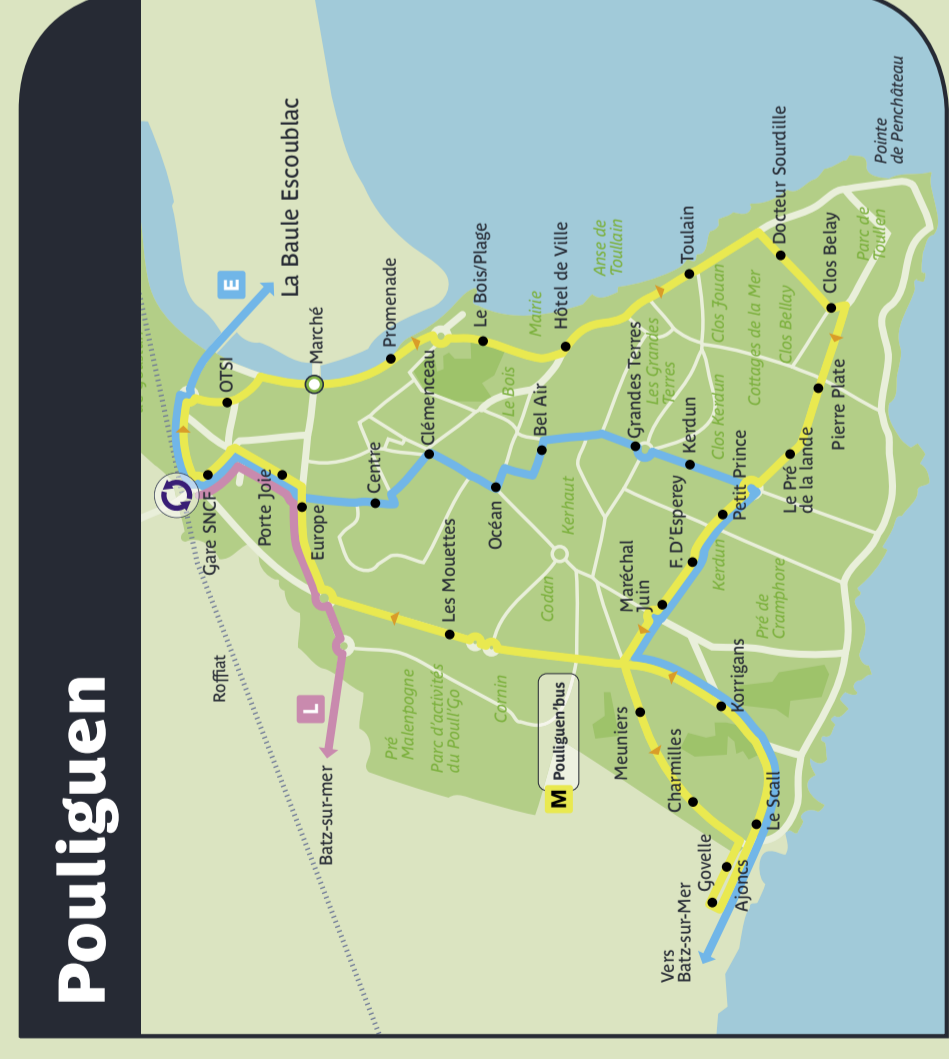 Pouliguen
E
La Baule Escoublac
OTSI
Marché
Promenade
Le Bois/Plage
Hôtel de Ville
Mairie
Anse de
Toullain
Toulain
Docteur Sourdille
Pointe
de Penchâteau
Parc de
Toullen
Clos Belay
Clos Bellay
Cottages de la Mer
Clos Jouan
Gare SNCF
Porte Joie
Europe
Centre
Clémenceau
Le Bois
Bel Air
Océan
Grandes Terres
Les Grandes
Terres
Kerdun
Clos Kerdun
Petit Prince
Le Pré
de la lande
Pierre Plate
Kerhaut
Les Mouettes
Codan
Maréchal
Juin
F. D'Esperey
Kerdun
Pré de
Cramphore
Roffiat
L
Batz-sur-mer
Pré
Malenpogne
Parc d'activités
du Poull'Go
Cornin
M Pouliguen'bus
Meuniers
Charmilles
Korrigans
Le Scall
Govelle
Ajoncs
Vers
Batz-sur-Mer